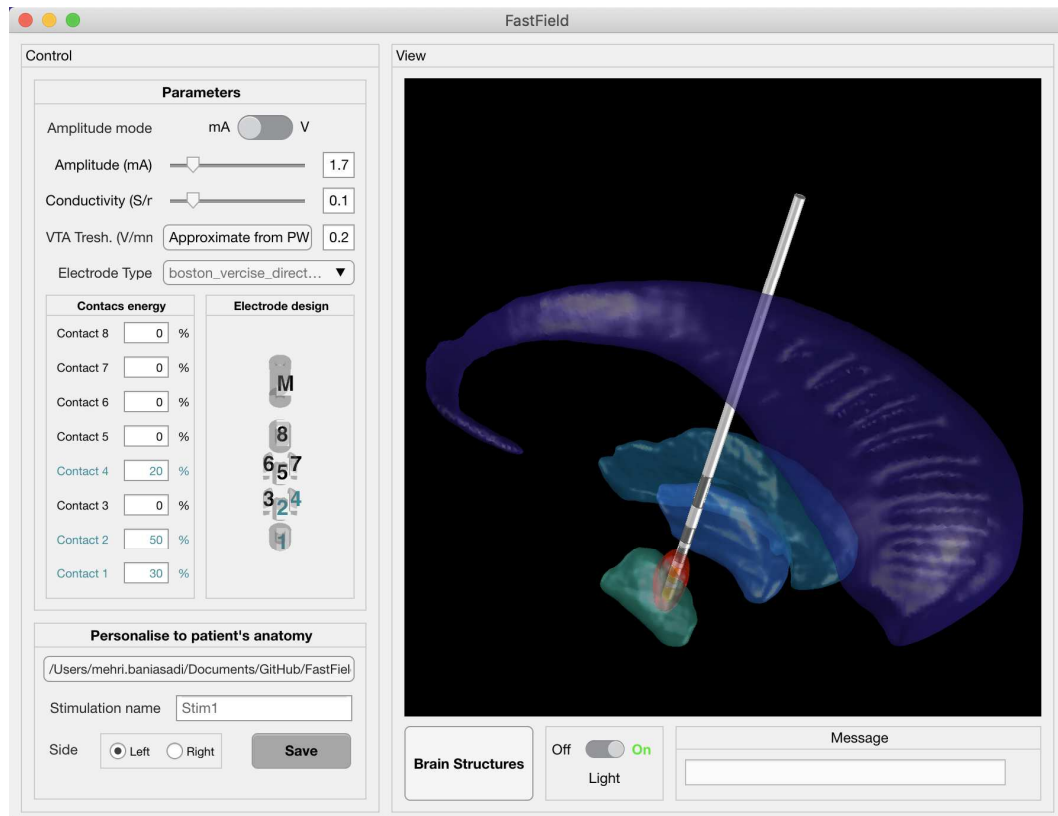 FastField
Control
Parameters
Amplitude mode mA V
Amplitude (mA) 1.7
Conductivity (S/r 0.1
VTA Tresh. (V/mn Approximate from PW 0.2
Electrode Type boston_vercise_direct... ▼
Contacs energy
Contact 8 0 %
Contact 7 0 %
Contact 6 0 %
Contact 5 0 %
Contact 4 20 %
Contact 3 0 %
Contact 2 50 %
Contact 1 30 %
Electrode design
M
8
6 5 7
3 2 4
1
Personalise to patient's anatomy
/Users/mehri.baniasadi/Documents/GitHub/FastFiel
Stimulation name Stim1
Side Left Right Save
View
Brain Structures
Off On
Light
Message